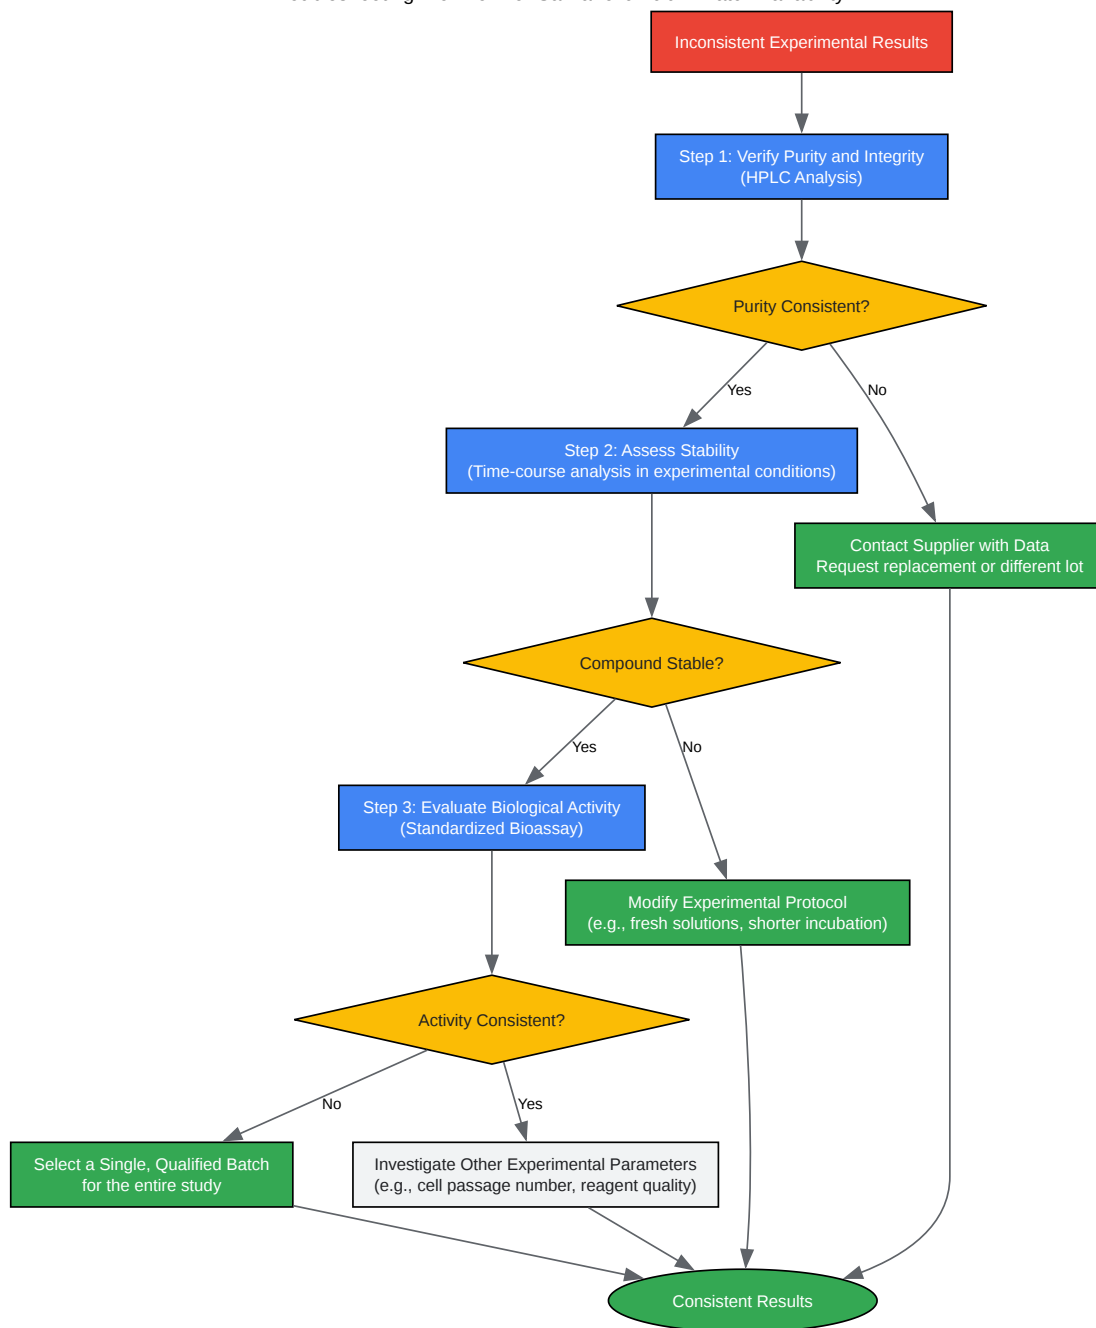 Inconsistent Experimental Results
Step 1: Verify Purity and Integrity
(HPLC Analysis)
Purity Consistent?
Yes
No
Step 2: Assess Stability
(Time-course analysis in experimental conditions)
Contact Supplier with Data
Request replacement or different lot
Compound Stable?
Yes
No
Step 3: Evaluate Biological Activity
(Standardized Bioassay)
Modify Experimental Protocol
(e.g., fresh solutions, shorter incubation)
Activity Consistent?
No
Yes
Select a Single, Qualified Batch
for the entire study
Investigate Other Experimental Parameters
(e.g., cell passage number, reagent quality)
Consistent Results